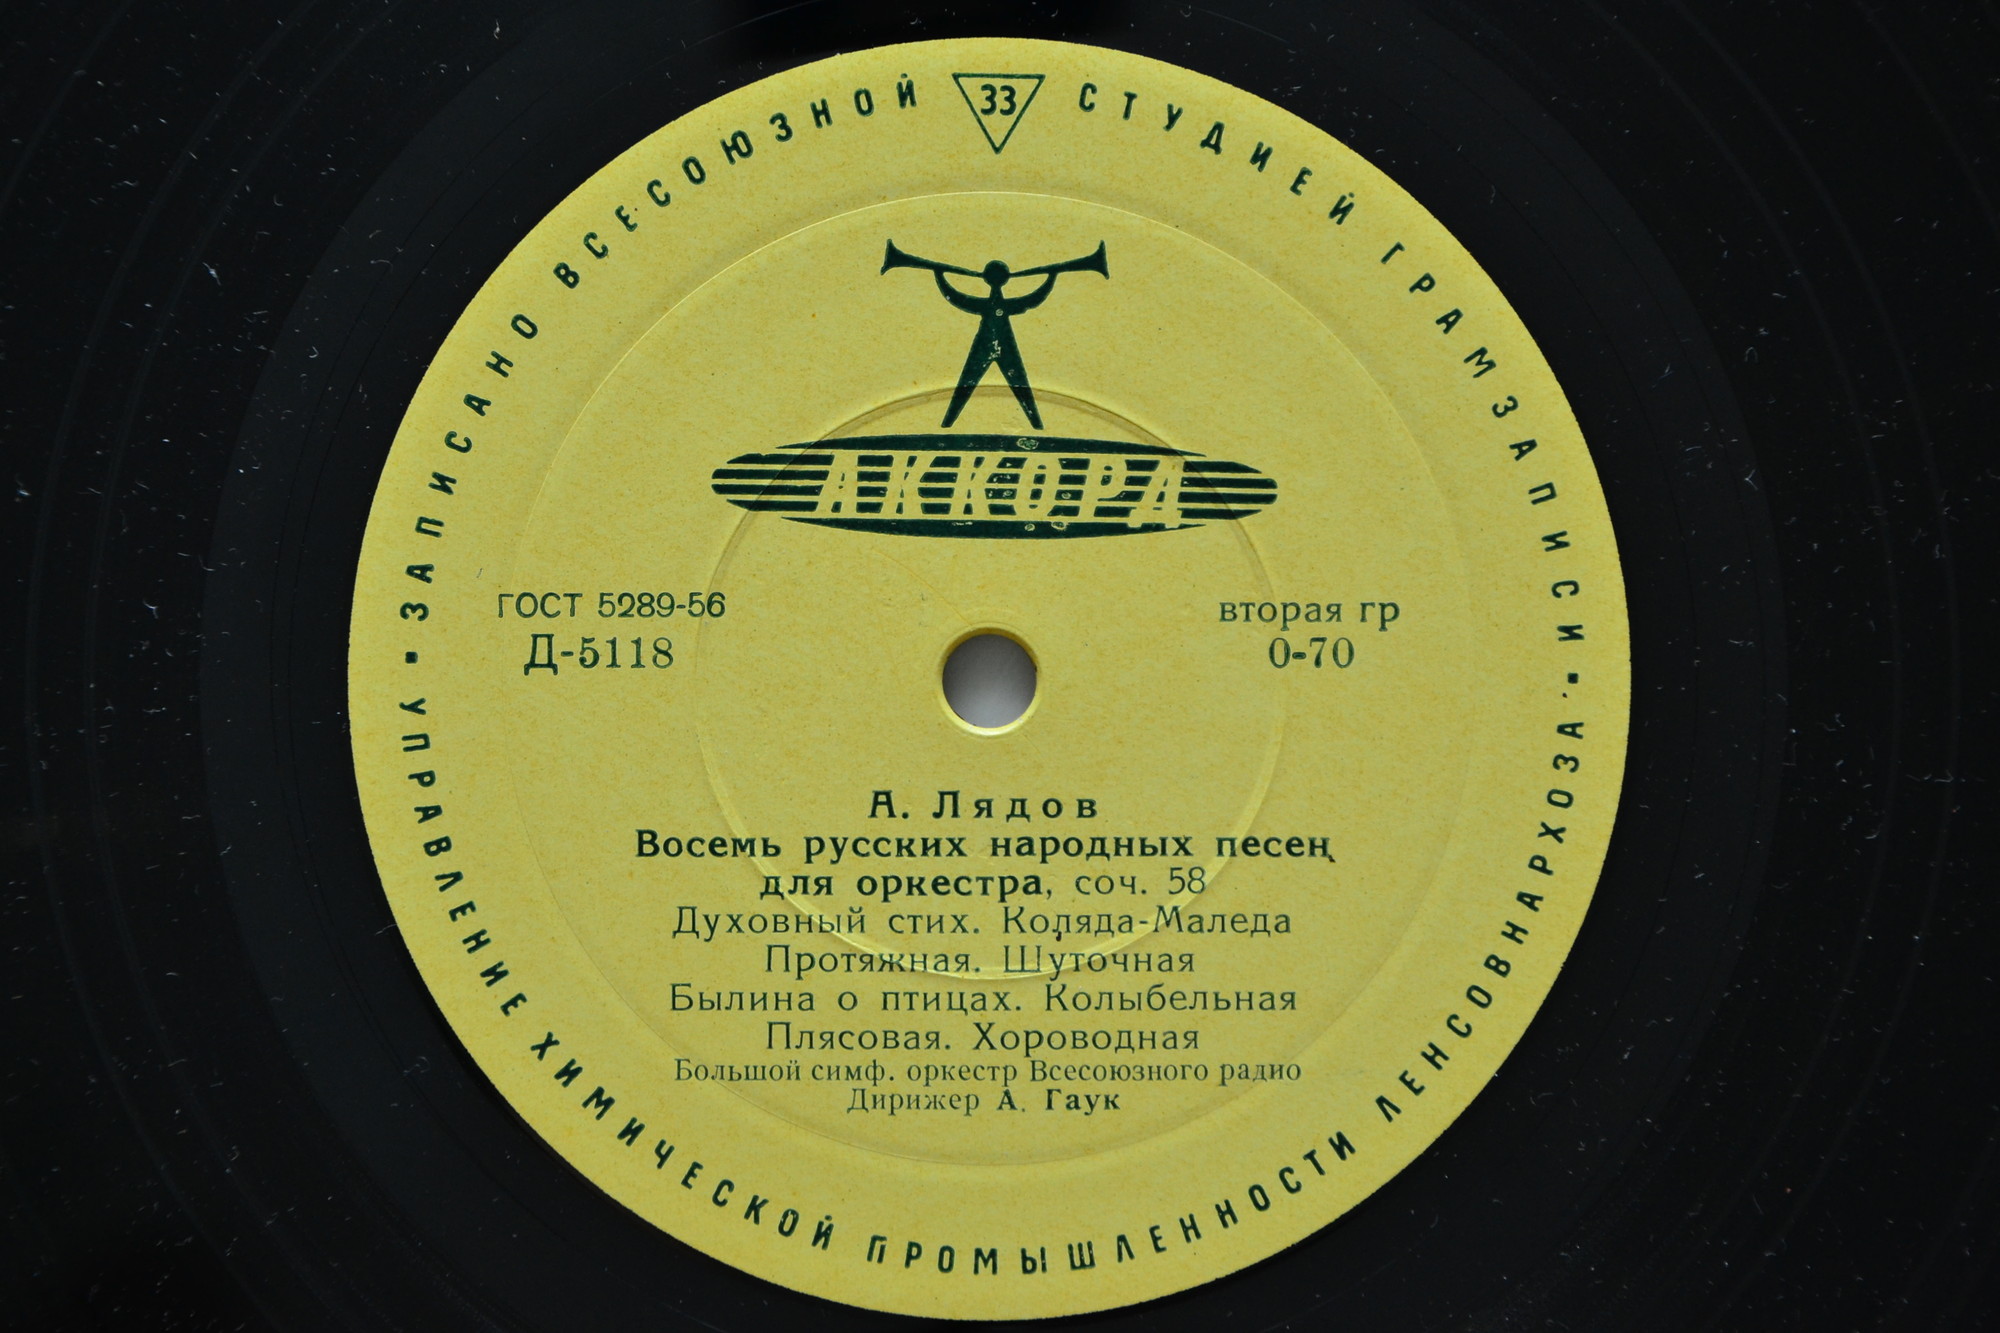 ЗАПИСАНО ВСЕСОЮЗНОЙ СТУДИЕЙ ГРАМЗАПИСИ
33
АККОРД
ГОСТ 5289-56
Д-5118
вторая гр
0-70
А. Лядов
Восемь русских народных песен
для оркестра, соч. 58
Духовный стих. Коляда-Маледа
Протяжная. Шуточная
Былина о птицах. Колыбельная
Плясовая. Хороводная
Большой симф. оркестр Всесоюзного радио
Дирижер А. Гаук
УПРАВЛЕНИЕ ХИМИЧЕСКОЙ ПРОМЫШЛЕННОСТИ ЛЕНСОВНАРХОЗА